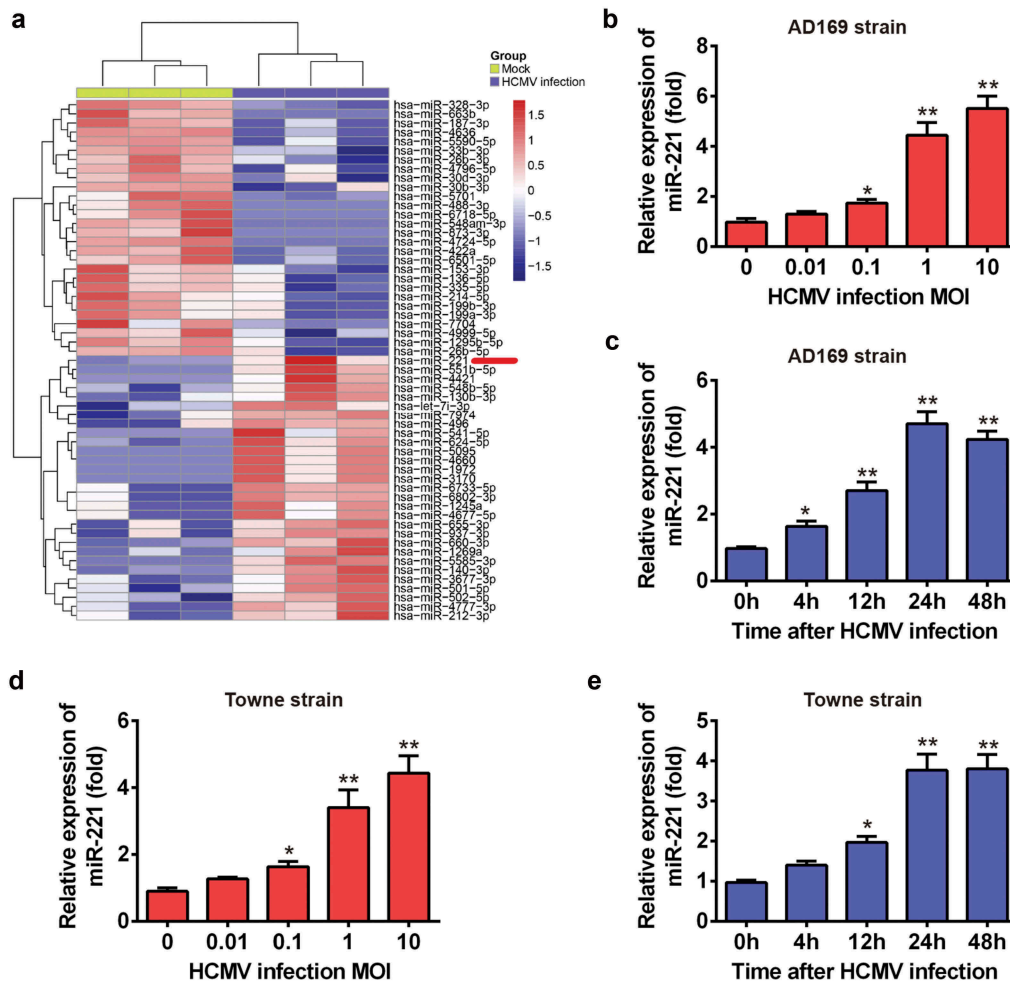 a
Group
Mock
HCMV infection
1.5
1
0.5
0
−0.5
−1
−1.5
hsa-miR-328-3p
hsa-miR-663b
hsa-miR-187-3p
hsa-miR-4636
hsa-miR-5590-5p
hsa-miR-33b-3p
hsa-miR-26b-3p
hsa-miR-4796-5p
hsa-miR-30d-3p
hsa-miR-30b-3p
hsa-miR-5701
hsa-miR-488-3p
hsa-miR-6718-5p
hsa-miR-548am-3p
hsa-miR-873-3p
hsa-miR-4724-5p
hsa-miR-422a
hsa-miR-6501-5p
hsa-miR-153-3p
hsa-miR-136-5p
hsa-miR-335-5p
hsa-miR-214-5p
hsa-miR-199b-3p
hsa-miR-199a-3p
hsa-miR-7704
hsa-miR-4999-5p
hsa-miR-1295b-5p
hsa-miR-26b-5p
hsa-miR-221
hsa-miR-551b-5p
hsa-miR-4421
hsa-miR-548b-5p
hsa-miR-130b-3p
hsa-let-7i-3p
hsa-miR-7974
hsa-miR-496
hsa-miR-541-5p
hsa-miR-624-5p
hsa-miR-5095
hsa-miR-4660
hsa-miR-1972
hsa-miR-3170
hsa-miR-6733-5p
hsa-miR-6802-3p
hsa-miR-1245a
hsa-miR-4677-5p
hsa-miR-655-3p
hsa-miR-937-3p
hsa-miR-660-3p
hsa-miR-1269a
hsa-miR-5585-3p
hsa-miR-140-3p
hsa-miR-3677-3p
hsa-miR-501-5p
hsa-miR-502-5p
hsa-miR-4777-3p
hsa-miR-212-3p
b
AD169 strain
Relative expression of
miR-221 (fold)
8
6
4
2
0
* ** **
0 0.01 0.1 1 10
HCMV infection MOI
c
AD169 strain
Relative expression of
miR-221 (fold)
6
4
2
0
* ** ** **
0h 4h 12h 24h 48h
Time after HCMV infection
d
Towne strain
Relative expression of
miR-221 (fold)
6
4
2
0
* ** **
0 0.01 0.1 1 10
HCMV infection MOI
e
Towne strain
Relative expression of
miR-221 (fold)
5
4
3
2
1
0
* ** **
0h 4h 12h 24h 48h
Time after HCMV infection